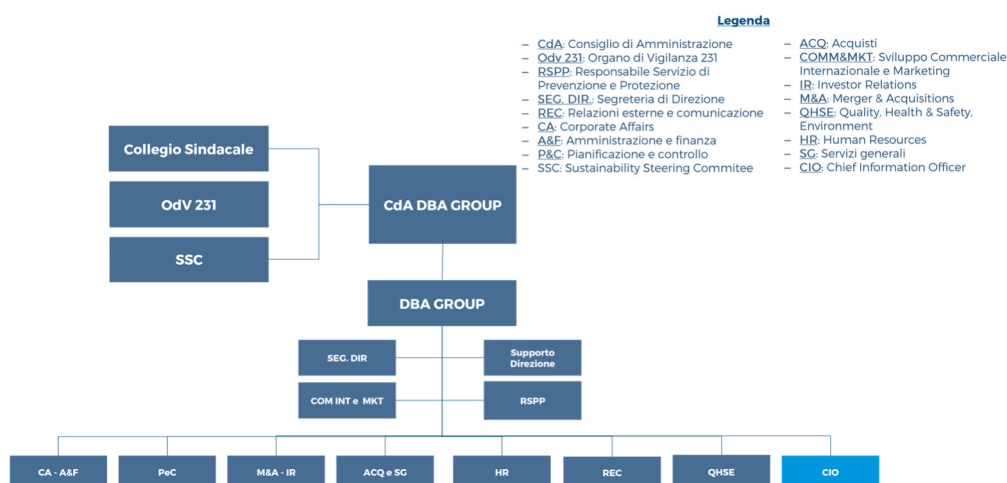 Legenda
– CdA: Consiglio di Amministrazione
– Odv 231: Organo di Vigilanza 231
– RSPP: Responsabile Servizio di
Prevenzione e Protezione
– SEG. DIR.: Segreteria di Direzione
– REC: Relazioni esterne e comunicazione
– CA: Corporate Affairs
– A&F: Amministrazione e finanza
– P&C: Pianificazione e controllo
– SSC: Sustainability Steering Commitee
– ACQ: Acquisti
– COMM&MKT: Sviluppo Commerciale
Internazionale e Marketing
– IR: Investor Relations
– M&A: Merger & Acquisitions
– QHSE: Quality, Health & Safety,
Environment
– HR: Human Resources
– SG: Servizi generali
– CIO: Chief Information Officer
Collegio Sindacale
OdV 231
SSC
CdA DBA GROUP
DBA GROUP
SEG. DIR
Supporto
Direzione
COM INT e MKT
RSPP
CA - A&F
PeC
M&A - IR
ACQ e SG
HR
REC
QHSE
CIO